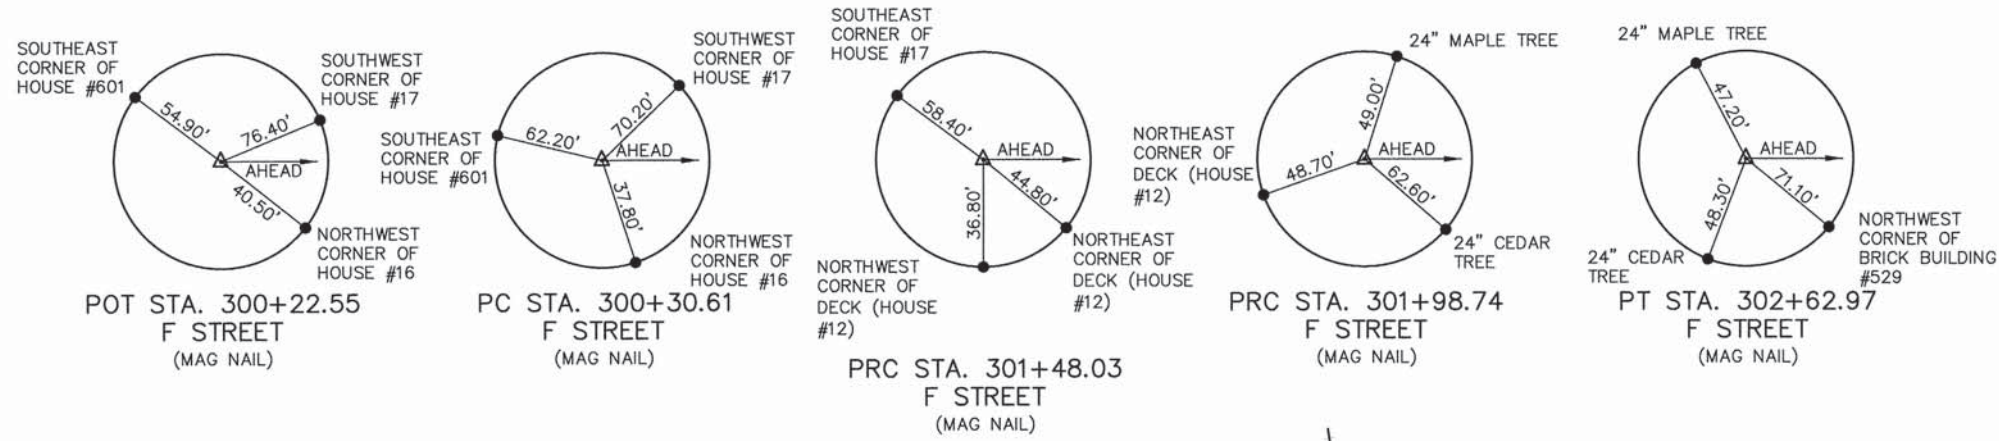 SOUTHEAST
CORNER OF
HOUSE #601
SOUTHWEST
CORNER OF
HOUSE #17
54.90'
76.40'
AHEAD
40.50'
NORTHWEST
CORNER OF
HOUSE #16
POT STA. 300+22.55
F STREET
(MAG NAIL)
SOUTHWEST
CORNER OF
HOUSE #17
SOUTHEAST
CORNER OF
HOUSE #601
62.20'
70.20'
AHEAD
37.80'
NORTHWEST
CORNER OF
HOUSE #16
PC STA. 300+30.61
F STREET
(MAG NAIL)
SOUTHEAST
CORNER OF
HOUSE #17
58.40'
AHEAD
44.80'
36.80'
NORTHWEST
CORNER OF
DECK (HOUSE
#12)
NORTHEAST
CORNER OF
DECK (HOUSE
#12)
PRC STA. 301+48.03
F STREET
(MAG NAIL)
24" MAPLE TREE
NORTHEAST
CORNER OF
DECK (HOUSE
#12)
49.00'
AHEAD
48.70'
62.60'
24" CEDAR
TREE
PRC STA. 301+98.74
F STREET
(MAG NAIL)
24" MAPLE TREE
47.20'
AHEAD
71.10'
48.30'
24" CEDAR
TREE
NORTHWEST
CORNER OF
BRICK BUILDING
#529
PT STA. 302+62.97
F STREET
(MAG NAIL)